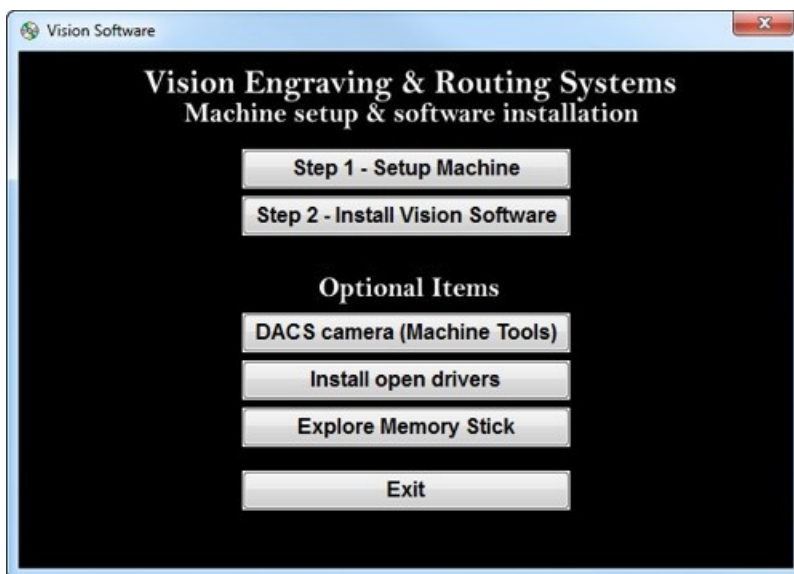 Vision Software
Vision Engraving & Routing Systems
Machine setup & software installation
Step 1 - Setup Machine
Step 2 - Install Vision Software
Optional Items
DACS camera (Machine Tools)
Install open drivers
Explore Memory Stick
Exit